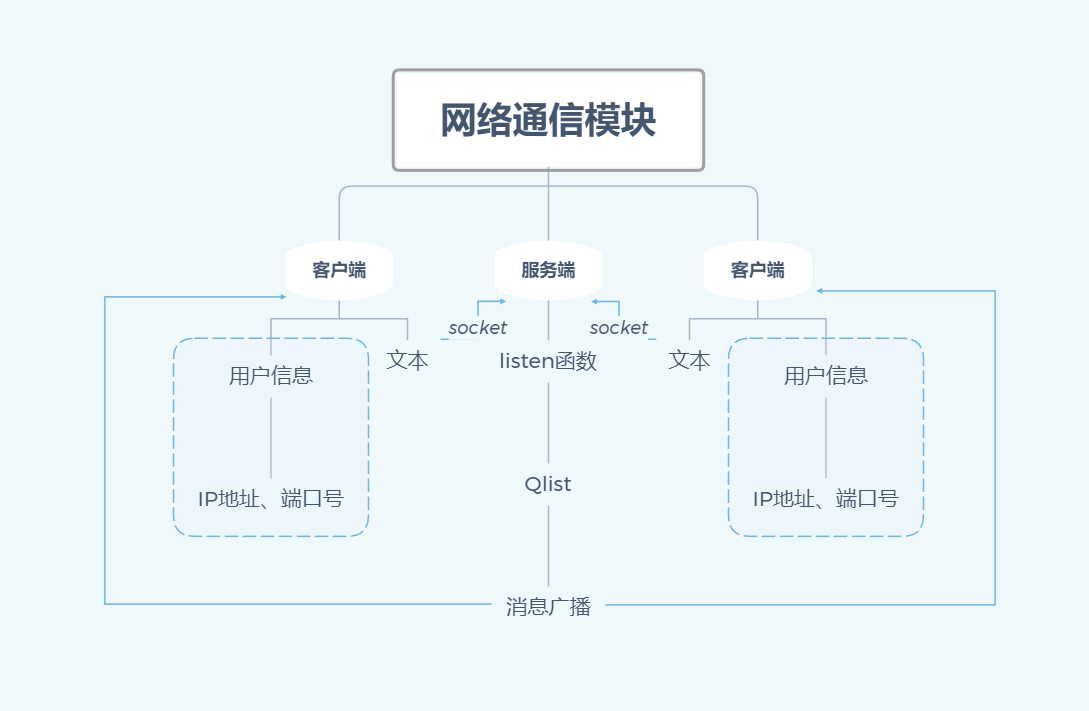 网络通信模块
客户端
服务端
客户端
socket
socket
文本
listen函数
文本
用户信息
用户信息
Qlist
IP地址、端口号
IP地址、端口号
消息广播